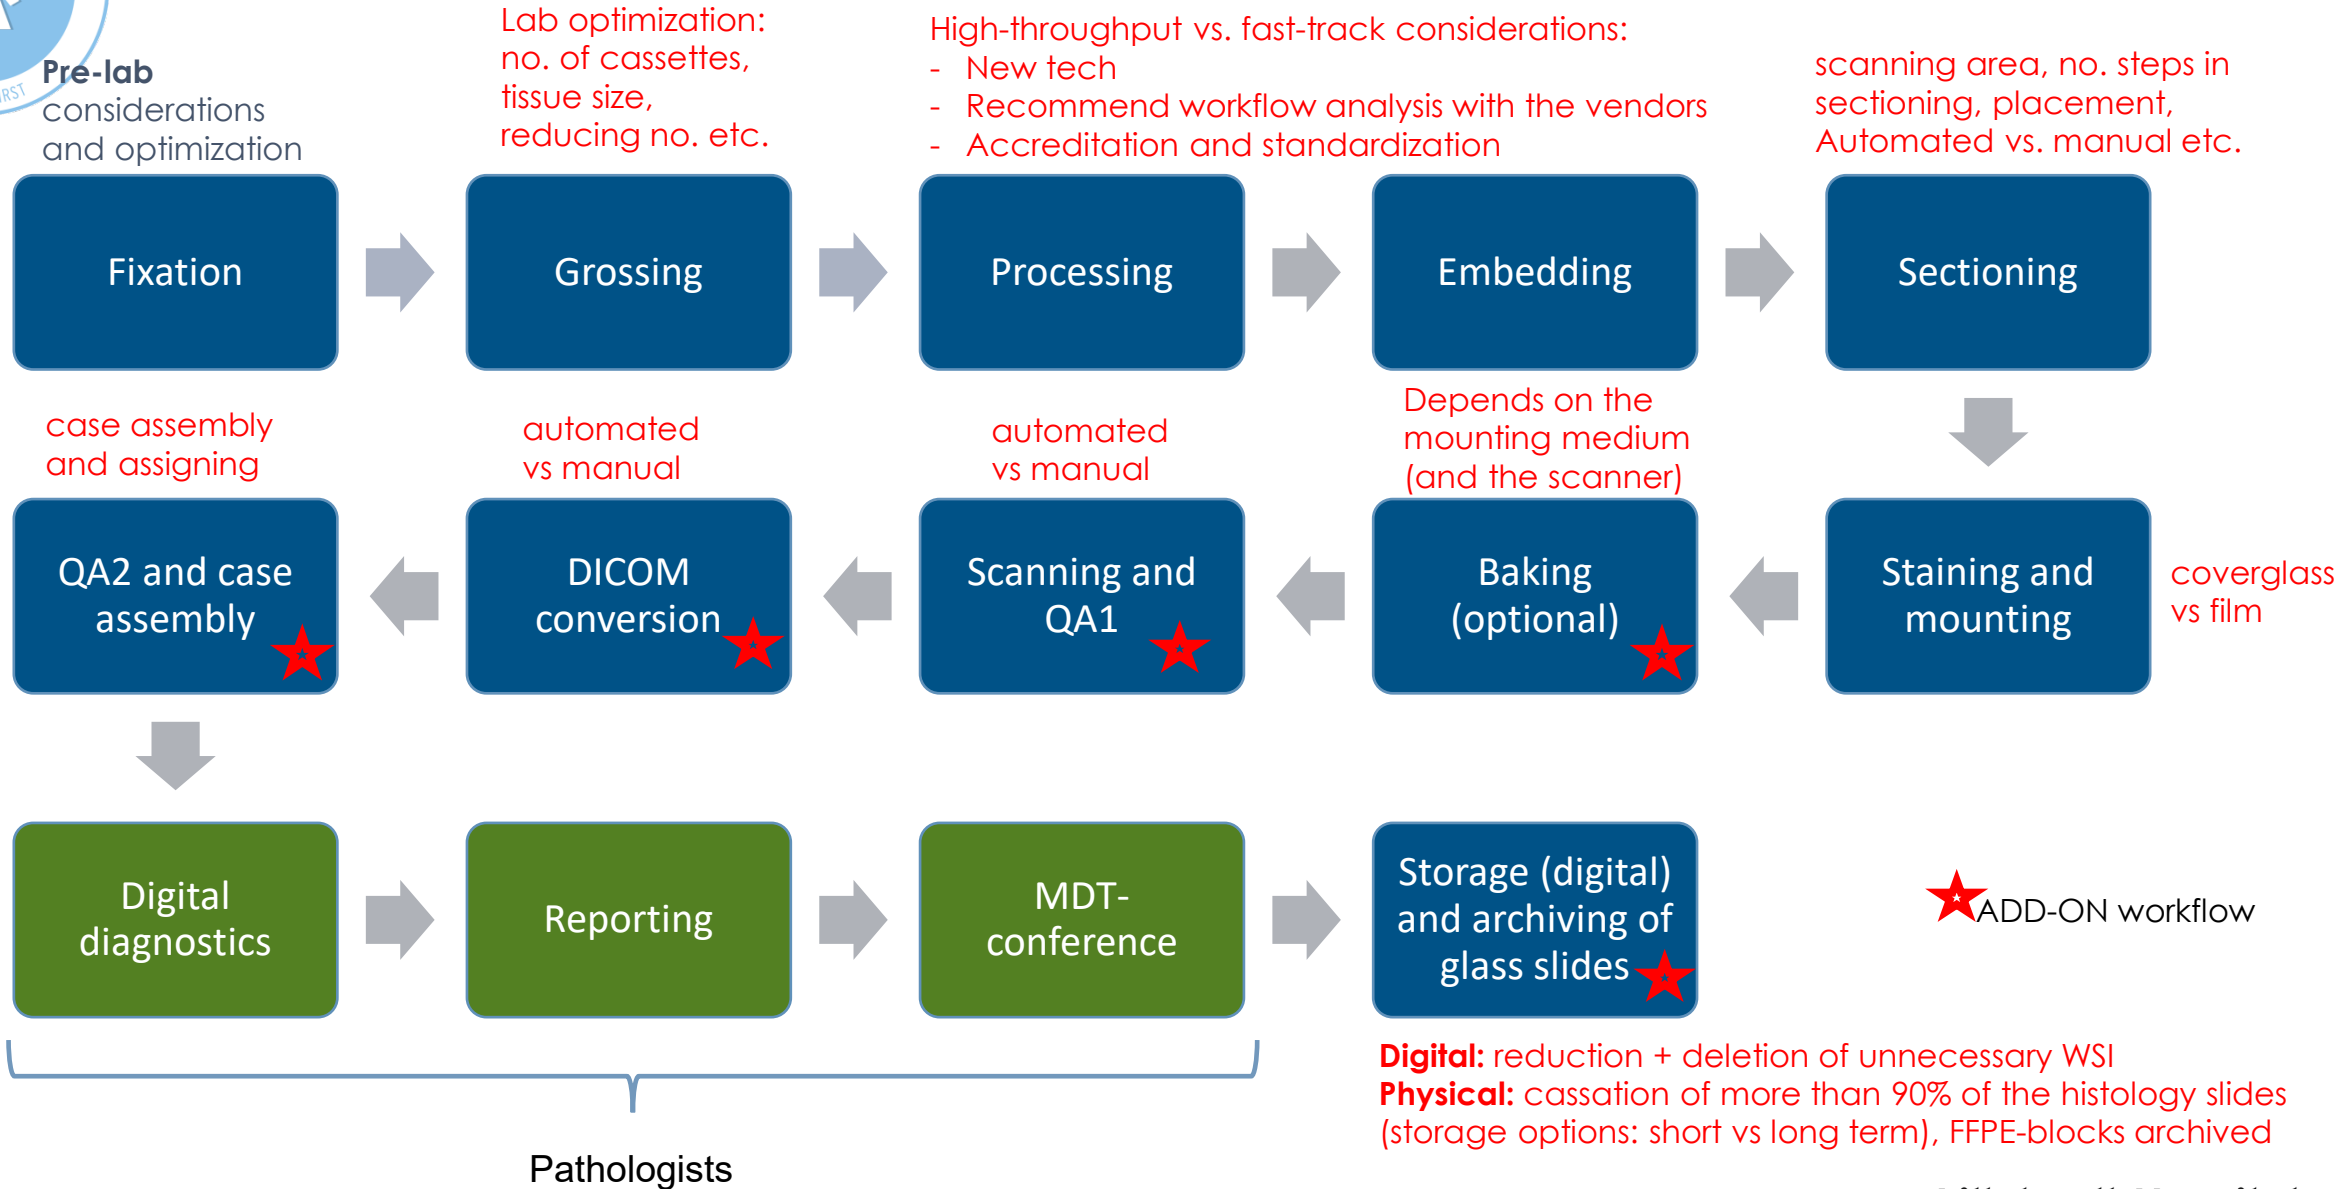 Pre-lab
considerations
and optimization
RST
Lab optimization:
no. of cassettes,
tissue size,
reducing no. etc.
High-throughput vs. fast-track considerations:
- New tech
- Recommend workflow analysis with the vendors
- Accreditation and standardization
scanning area, no. steps in
sectioning, placement,
Automated vs. manual etc.
Fixation
Grossing
Processing
Embedding
Sectioning
case assembly
and assigning
automated
vs manual
automated
vs manual
Depends on the
mounting medium
(and the scanner)
QA2 and case
assembly
DICOM
conversion
Scanning and
QA1
Baking
(optional)
Staining and
mounting
coverglass
vs film
Digital
diagnostics
Reporting
MDT-
conference
Storage (digital)
and archiving of
glass slides
ADD-ON workflow
Digital: reduction + deletion of unnecessary WSI
Physical: cassation of more than 90% of the histology slides
(storage options: short vs long term), FFPE-blocks archived
Pathologists